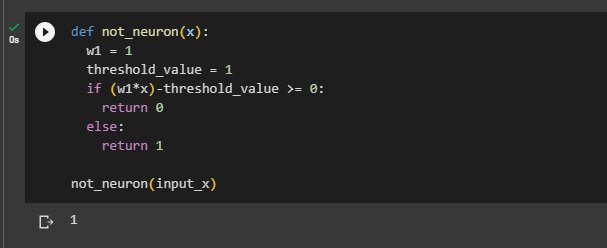 0s
def not_neuron(x):
  w1 = 1
  threshold_value = 1
  if (w1*x)-threshold_value >= 0:
    return 0
  else:
    return 1

not_neuron(input_x)
1